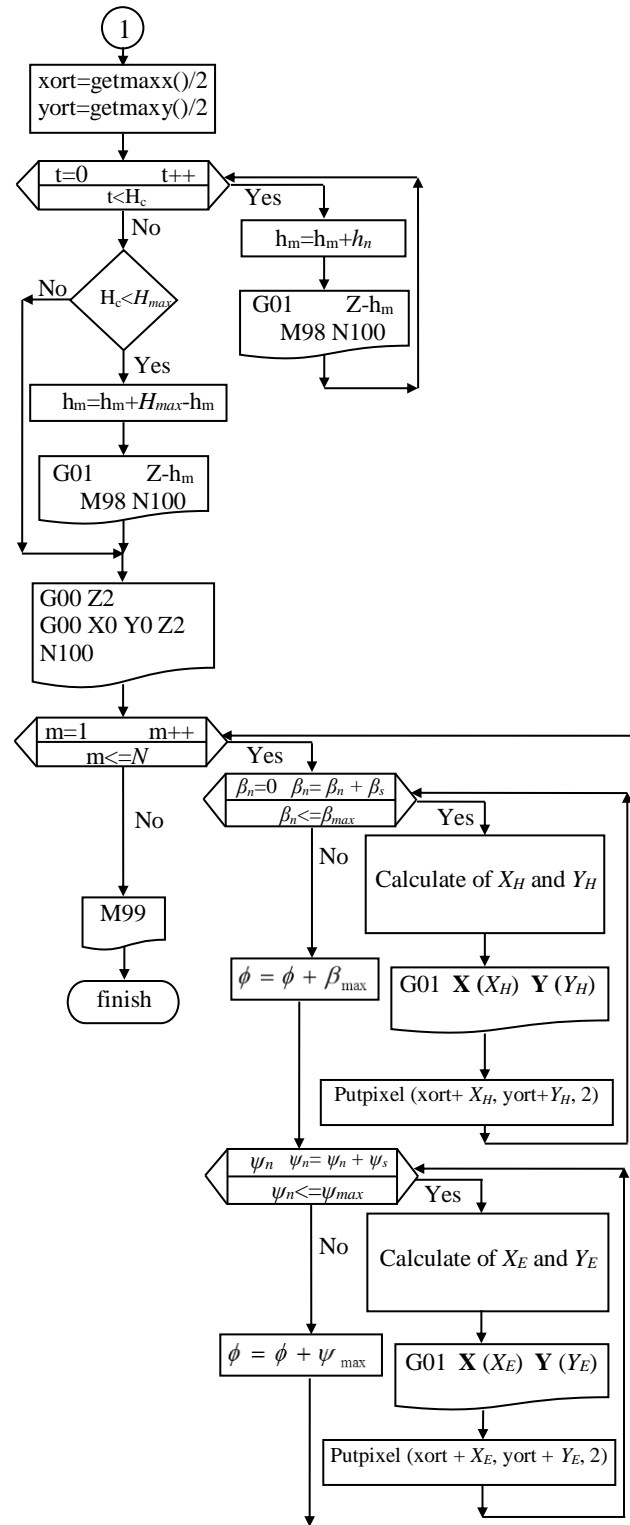 1
xort=getmaxx()/2
yort=getmaxy()/2
t=0 t++
t<Hc
Yes
No
hm=hm+hn
G01 Z-hm
M98 N100
No
Hc<Hmax
Yes
hm=hm+Hmax-hm
G01 Z-hm
M98 N100
G00 Z2
G00 X0 Y0 Z2
N100
m=1 m++
m<=N
Yes
No
M99
finish
βn=0 βn= βn + βs
βn<=βmax
Yes
No
Calculate of XH and YH
G01 X (XH) Y (YH)
Putpixel (xort+ XH, yort+YH, 2)
ϕ = ϕ + βmax
ψn ψn= ψn + ψs
ψn<=ψmax
Yes
No
Calculate of XE and YE
G01 X (XE) Y (YE)
Putpixel (xort + XE, yort + YE, 2)
ϕ = ϕ + ψmax